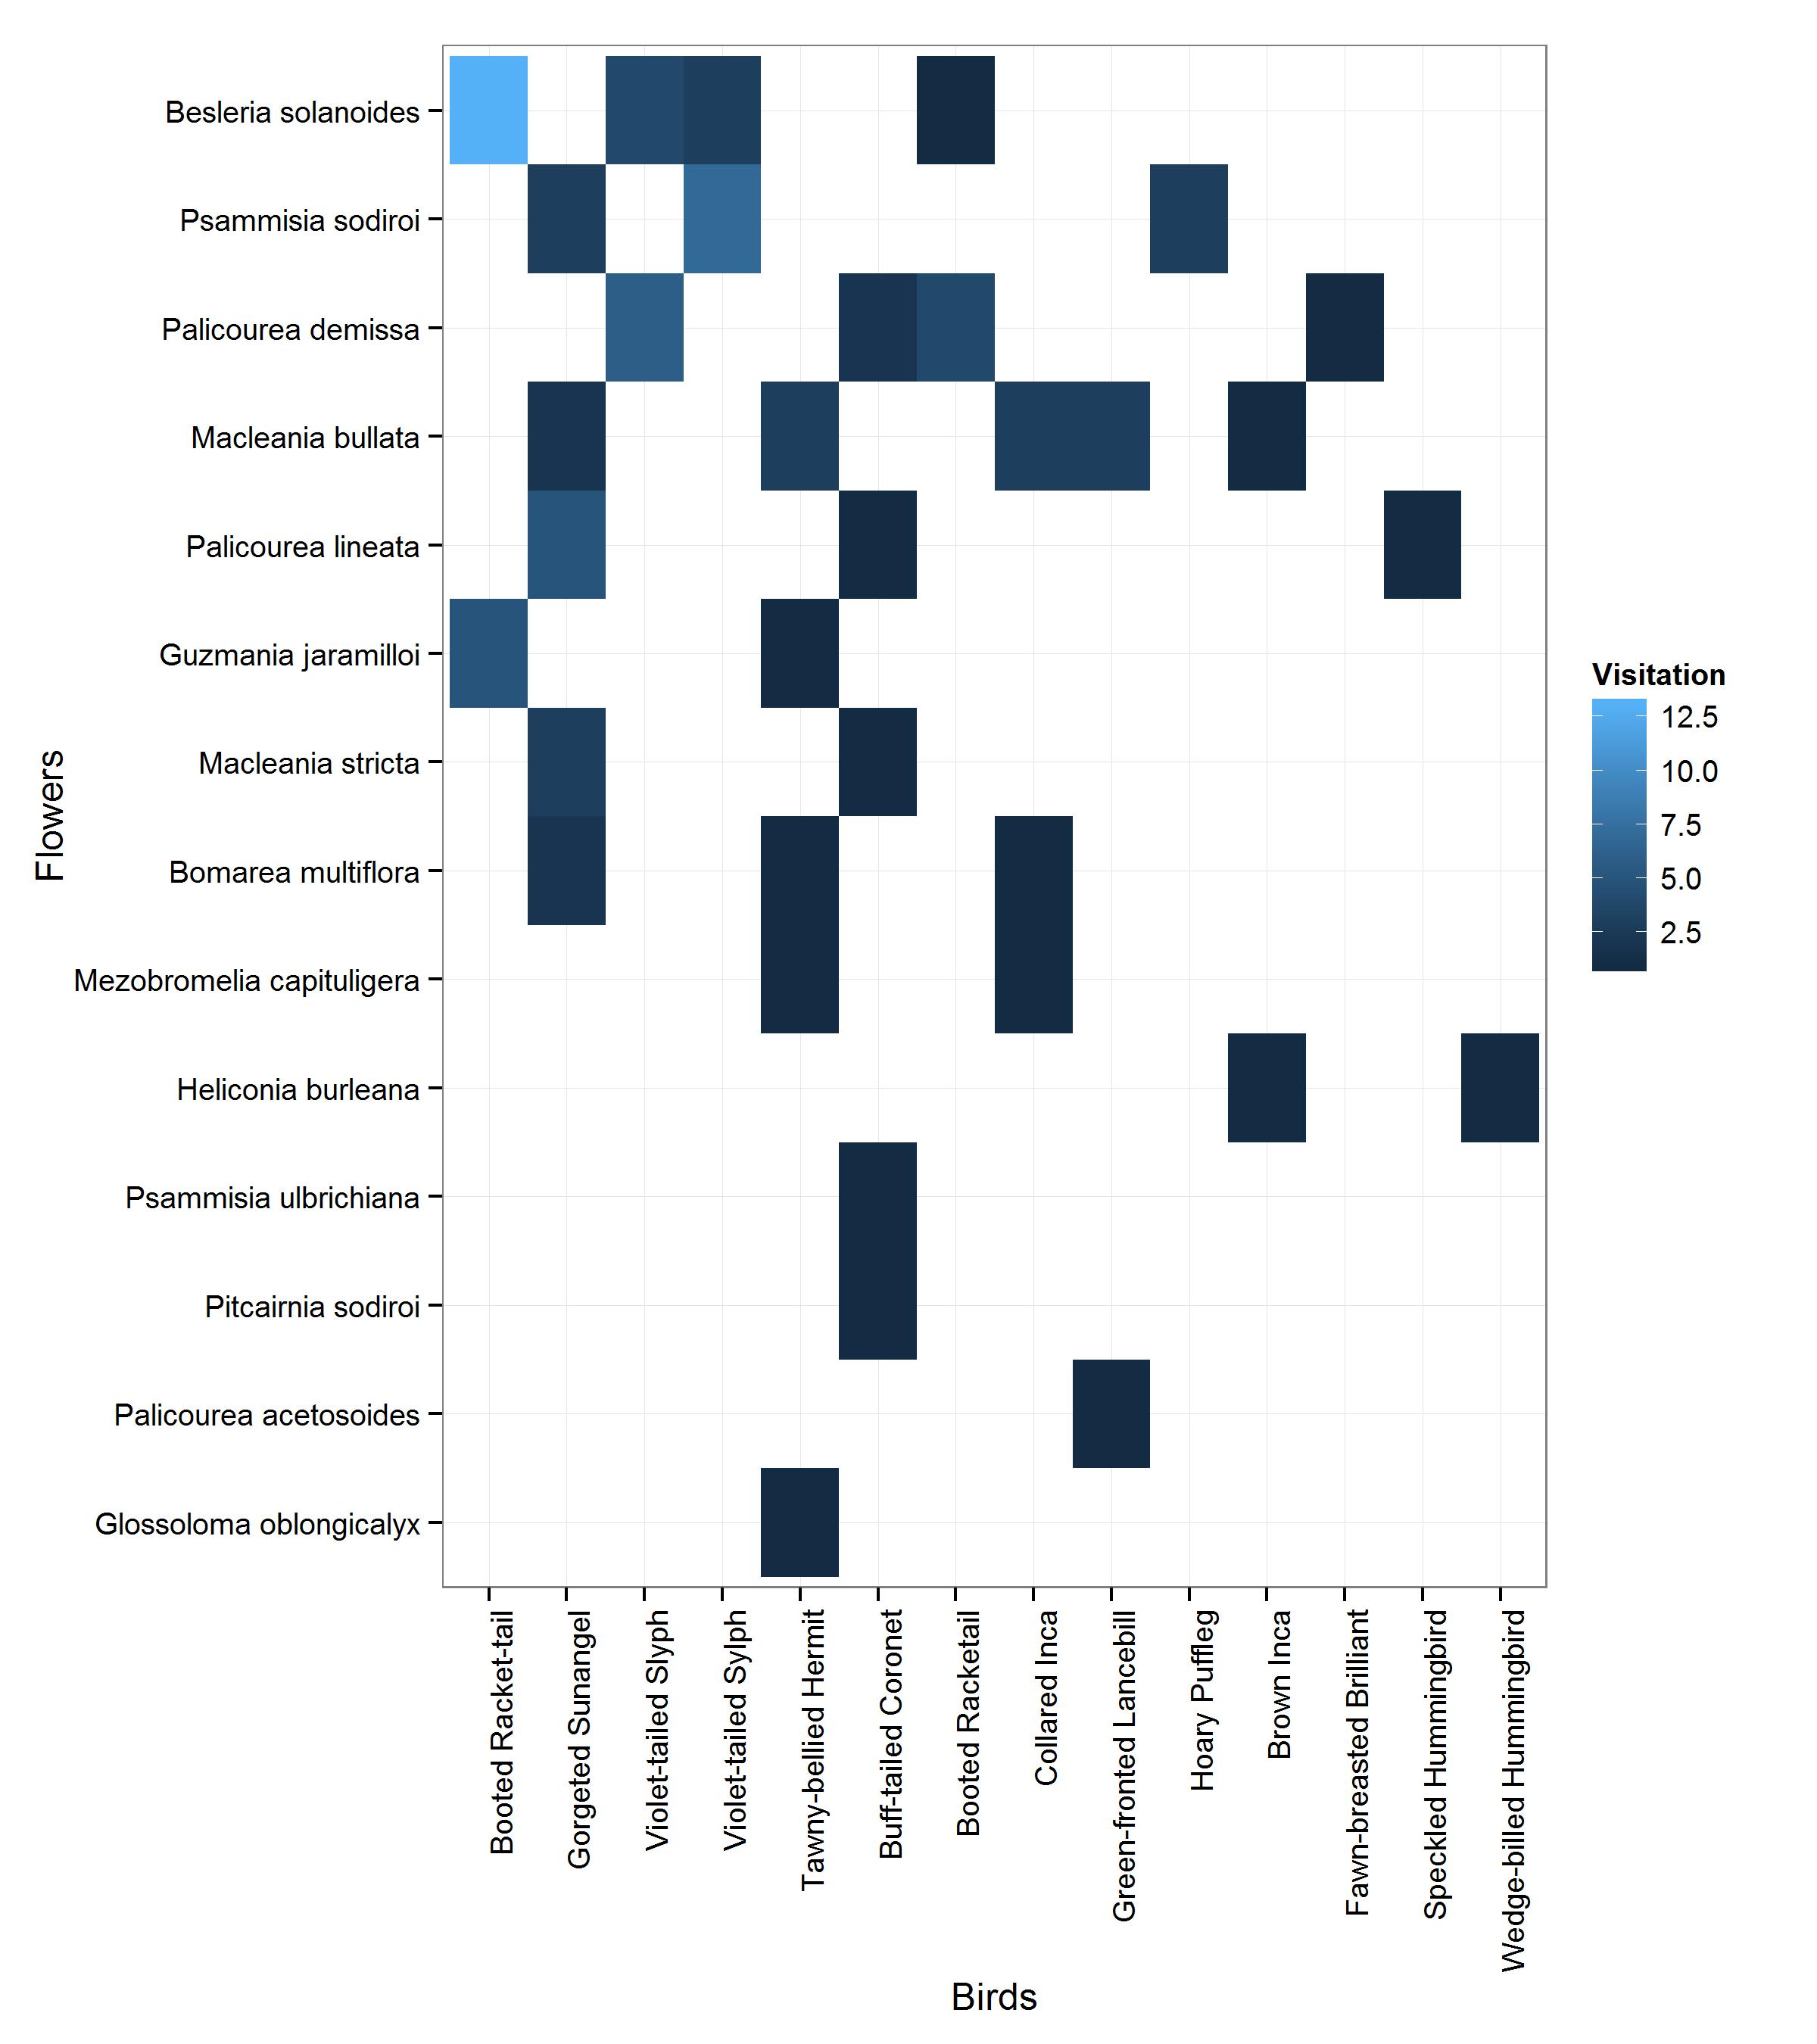 Besleria solanoides
Psammisia sodiroi
Palicourea demissa
Macleania bullata
Palicourea lineata
Guzmania jaramilloi
Macleania stricta
Bomarea multiflora
Mezobromelia capituligera
Heliconia burleana
Psammisia ulbrichiana
Pitcairnia sodiroi
Palicourea acetosoides
Glossoloma oblongicalyx
Flowers
Booted Racket-tail
Gorgeted Sunangel
Violet-tailed Slyph
Violet-tailed Sylph
Tawny-bellied Hermit
Buff-tailed Coronet
Booted Racketail
Collared Inca
Green-fronted Lancebill
Hoary Puffleg
Brown Inca
Fawn-breasted Brilliant
Speckled Hummingbird
Wedge-billed Hummingbird
Birds
Visitation
12.5
10.0
7.5
5.0
2.5